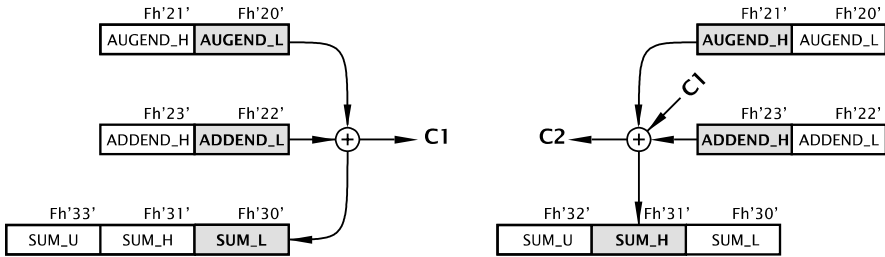 Fh’21’ Fh’20’ Fh’21’ Fh’20’
AUGEND_H AUGEND_L AUGEND_H AUGEND_L
C1
Fh’23’ Fh’22’ Fh’23’ Fh’22’
ADDEND_H ADDEND_L + C1 C2 + ADDEND_H ADDEND_L
Fh’33’ Fh’31’ Fh’30’ Fh’32’ Fh’31’ Fh’30’
SUM_U SUM_H SUM_L SUM_U SUM_H SUM_L